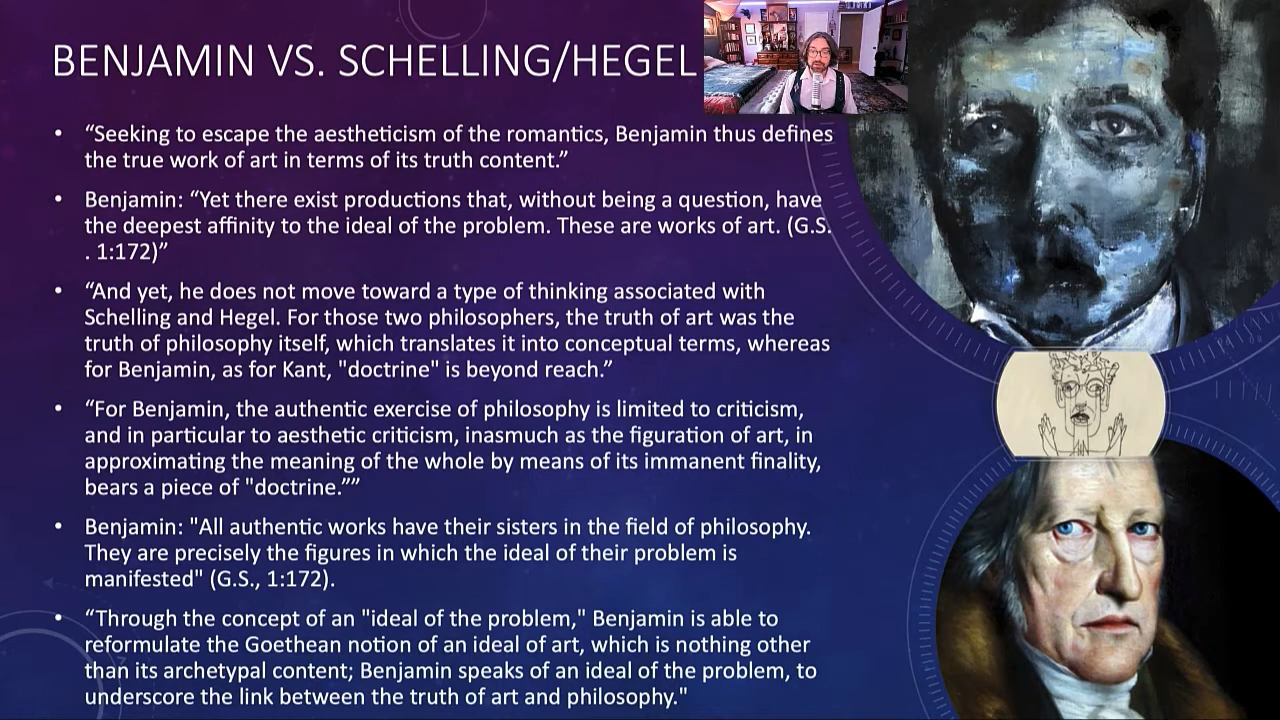 BENJAMIN VS. SCHELLING/HEGEL
• “Seeking to escape the aestheticism of the romantics, Benjamin thus defines
the true work of art in terms of its truth content.”
• Benjamin: “Yet there exist productions that, without being a question, have
the deepest affinity to the ideal of the problem. These are works of art. (G.S.
. 1:172)”
• “And yet, he does not move toward a type of thinking associated with
Schelling and Hegel. For those two philosophers, the truth of art was the
truth of philosophy itself, which translates it into conceptual terms, whereas
for Benjamin, as for Kant, "doctrine" is beyond reach.”
• “For Benjamin, the authentic exercise of philosophy is limited to criticism,
and in particular to aesthetic criticism, inasmuch as the figuration of art, in
approximating the meaning of the whole by means of its immanent finality,
bears a piece of "doctrine.””
• Benjamin: "All authentic works have their sisters in the field of philosophy.
They are precisely the figures in which the ideal of their problem is
manifested" (G.S., 1:172).
• “Through the concept of an "ideal of the problem," Benjamin is able to
reformulate the Goethean notion of an ideal of art, which is nothing other
than its archetypal content; Benjamin speaks of an ideal of the problem, to
underscore the link between the truth of art and philosophy."